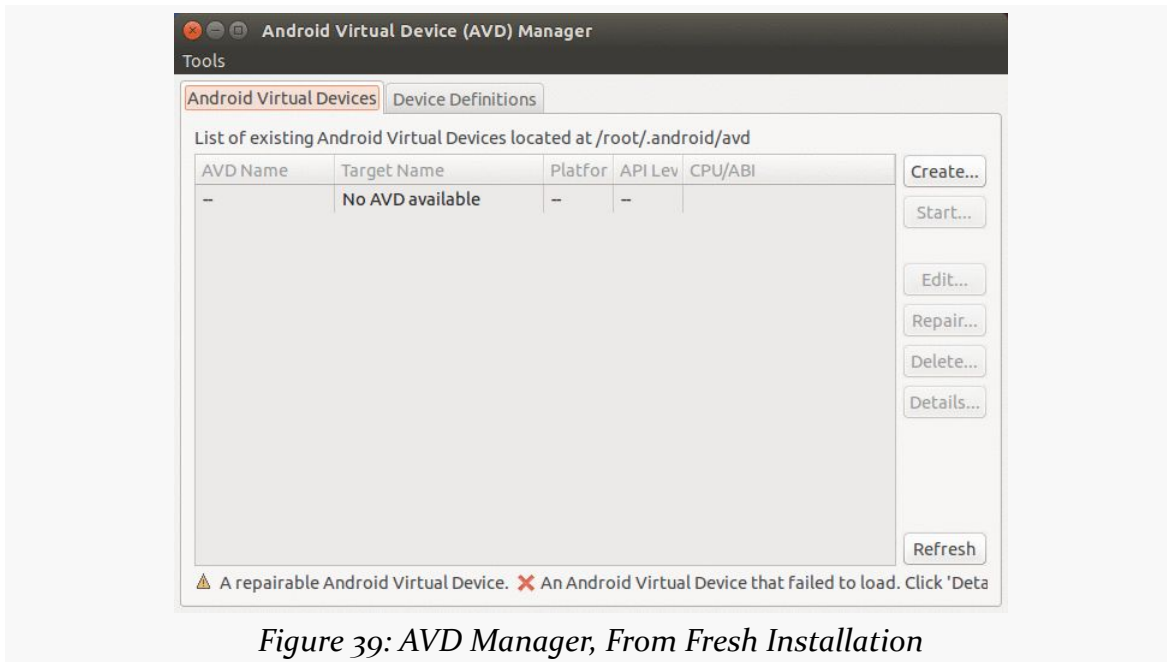 Android Virtual Device (AVD) Manager
Tools
Android Virtual Devices Device Definitions
List of existing Android Virtual Devices located at /root/.android/avd
AVD Name Target Name Platfor API Lev CPU/ABI
-- No AVD available -- --
Create...
Start...
Edit...
Repair...
Delete...
Details...
Refresh
A repairable Android Virtual Device. An Android Virtual Device that failed to load. Click 'Deta
Figure 39: AVD Manager, From Fresh Installation